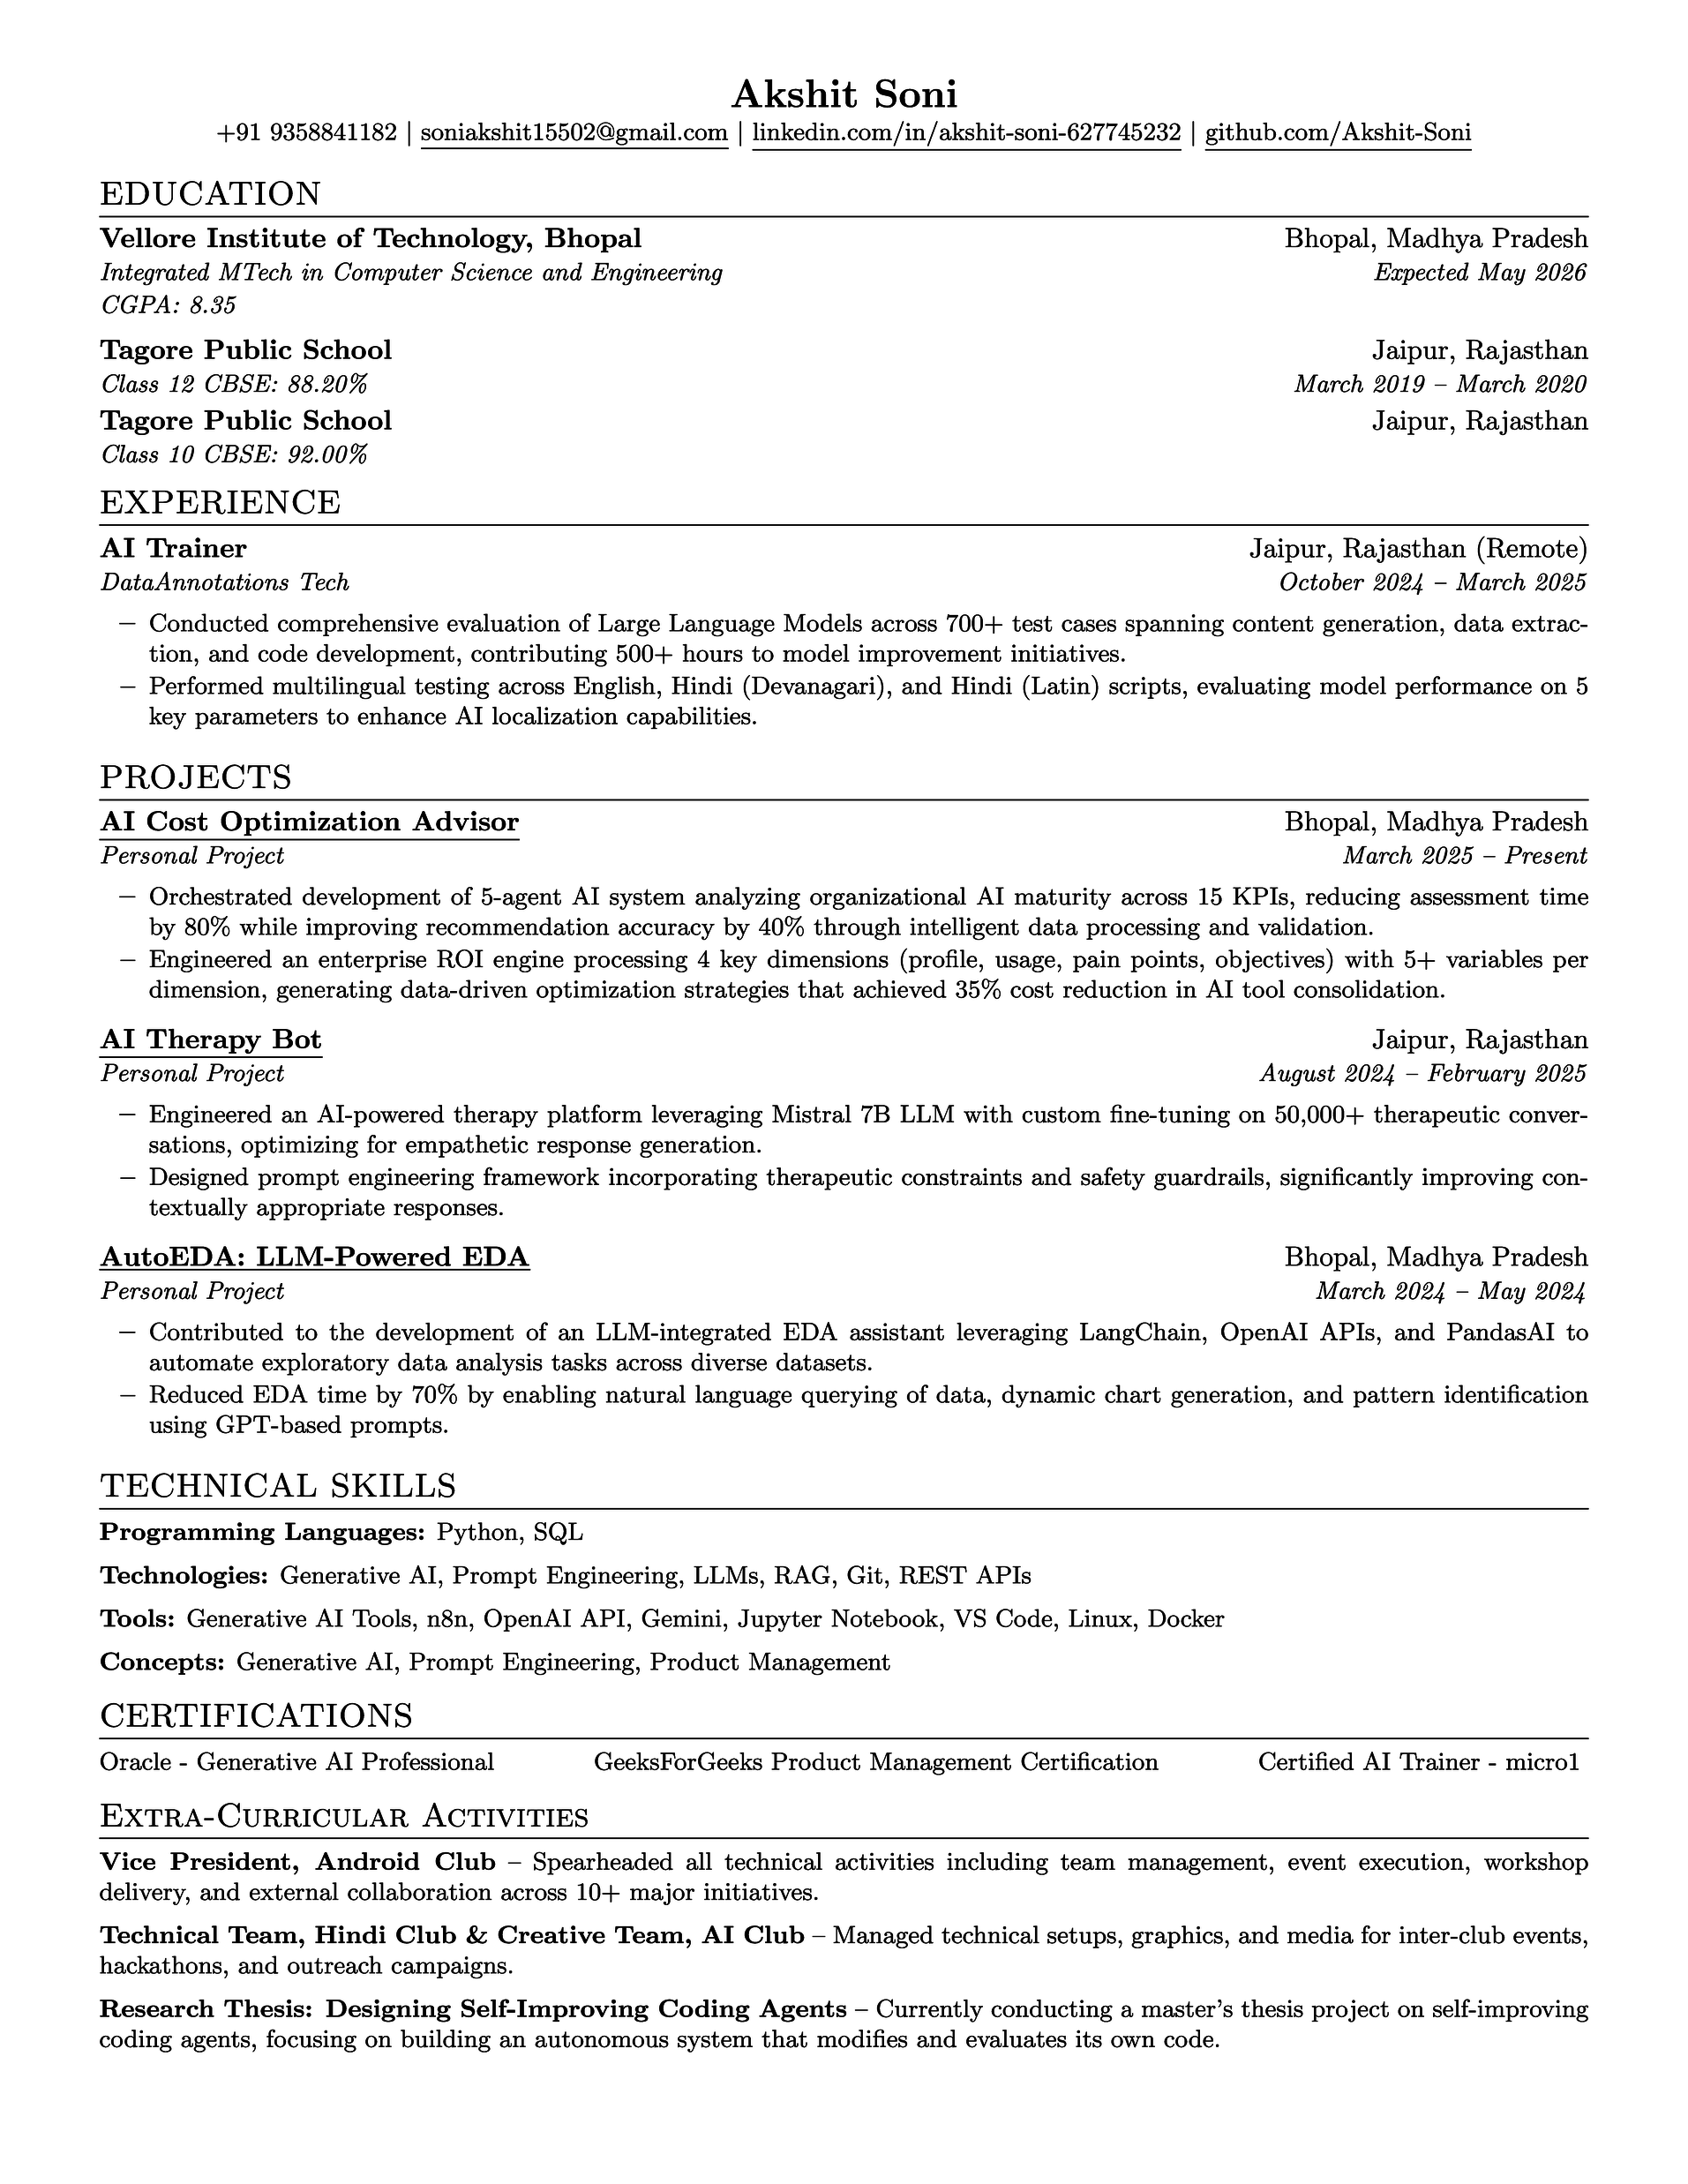 Akshit Soni
+91 9358841182 | soniakshit15502@gmail.com | linkedin.com/in/akshit-soni-627745232 | github.com/Akshit-Soni
EDUCATION
Vellore Institute of Technology, Bhopal Bhopal, Madhya Pradesh
Integrated MTech in Computer Science and Engineering Expected May 2026
CGPA: 8.35
Tagore Public School Jaipur, Rajasthan
Class 12 CBSE: 88.20% March 2019 – March 2020
Tagore Public School Jaipur, Rajasthan
Class 10 CBSE: 92.00%
EXPERIENCE
AI Trainer Jaipur, Rajasthan (Remote)
DataAnnotations Tech October 2024 – March 2025
– Conducted comprehensive evaluation of Large Language Models across 700+ test cases spanning content generation, data extrac-
tion, and code development, contributing 500+ hours to model improvement initiatives.
– Performed multilingual testing across English, Hindi (Devanagari), and Hindi (Latin) scripts, evaluating model performance on 5
key parameters to enhance AI localization capabilities.
PROJECTS
AI Cost Optimization Advisor Bhopal, Madhya Pradesh
Personal Project March 2025 – Present
– Orchestrated development of 5-agent AI system analyzing organizational AI maturity across 15 KPIs, reducing assessment time
by 80% while improving recommendation accuracy by 40% through intelligent data processing and validation.
– Engineered an enterprise ROI engine processing 4 key dimensions (profile, usage, pain points, objectives) with 5+ variables per
dimension, generating data-driven optimization strategies that achieved 35% cost reduction in AI tool consolidation.
AI Therapy Bot Jaipur, Rajasthan
Personal Project August 2024 – February 2025
– Engineered an AI-powered therapy platform leveraging Mistral 7B LLM with custom fine-tuning on 50,000+ therapeutic conver-
sations, optimizing for empathetic response generation.
– Designed prompt engineering framework incorporating therapeutic constraints and safety guardrails, significantly improving con-
textually appropriate responses.
AutoEDA: LLM-Powered EDA Bhopal, Madhya Pradesh
Personal Project March 2024 – May 2024
– Contributed to the development of an LLM-integrated EDA assistant leveraging LangChain, OpenAI APIs, and PandasAI to
automate exploratory data analysis tasks across diverse datasets.
– Reduced EDA time by 70% by enabling natural language querying of data, dynamic chart generation, and pattern identification
using GPT-based prompts.
TECHNICAL SKILLS
Programming Languages: Python, SQL
Technologies: Generative AI, Prompt Engineering, LLMs, RAG, Git, REST APIs
Tools: Generative AI Tools, n8n, OpenAI API, Gemini, Jupyter Notebook, VS Code, Linux, Docker
Concepts: Generative AI, Prompt Engineering, Product Management
CERTIFICATIONS
Oracle - Generative AI Professional GeeksForGeeks Product Management Certification Certified AI Trainer - micro1
Extra-Curricular Activities
Vice President, Android Club – Spearheaded all technical activities including team management, event execution, workshop
delivery, and external collaboration across 10+ major initiatives.
Technical Team, Hindi Club & Creative Team, AI Club – Managed technical setups, graphics, and media for inter-club events,
hackathons, and outreach campaigns.
Research Thesis: Designing Self-Improving Coding Agents – Currently conducting a master's thesis project on self-improving
coding agents, focusing on building an autonomous system that modifies and evaluates its own code.